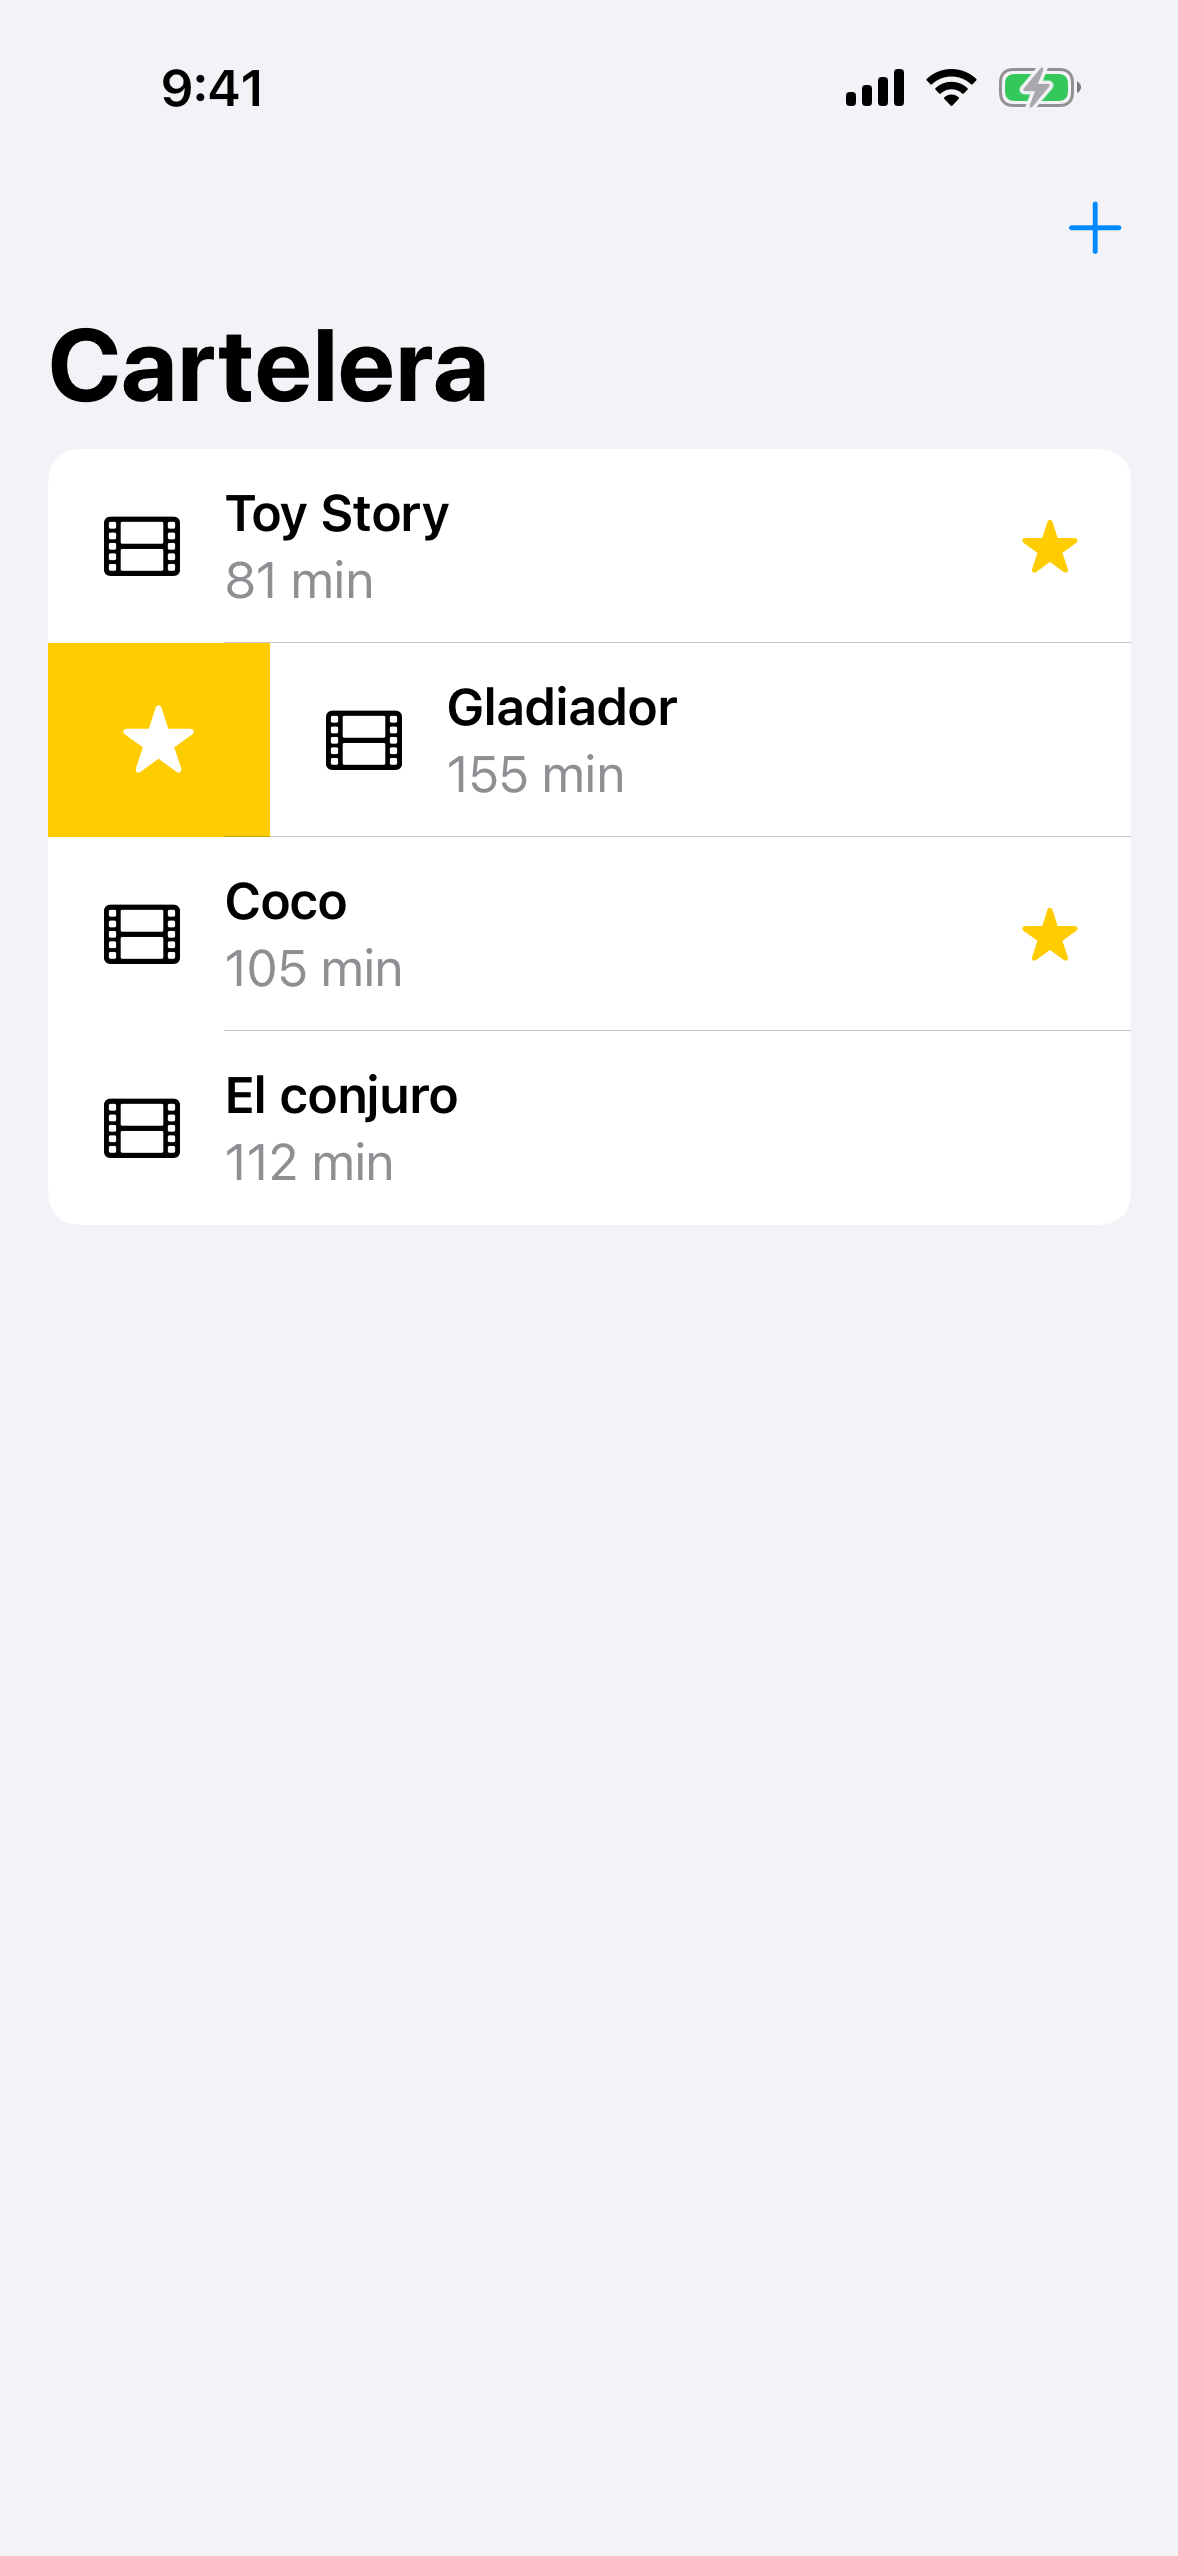 9:41
Cartelera
Toy Story
81 min
Gladiador
155 min
Coco
105 min
El conjuro
112 min